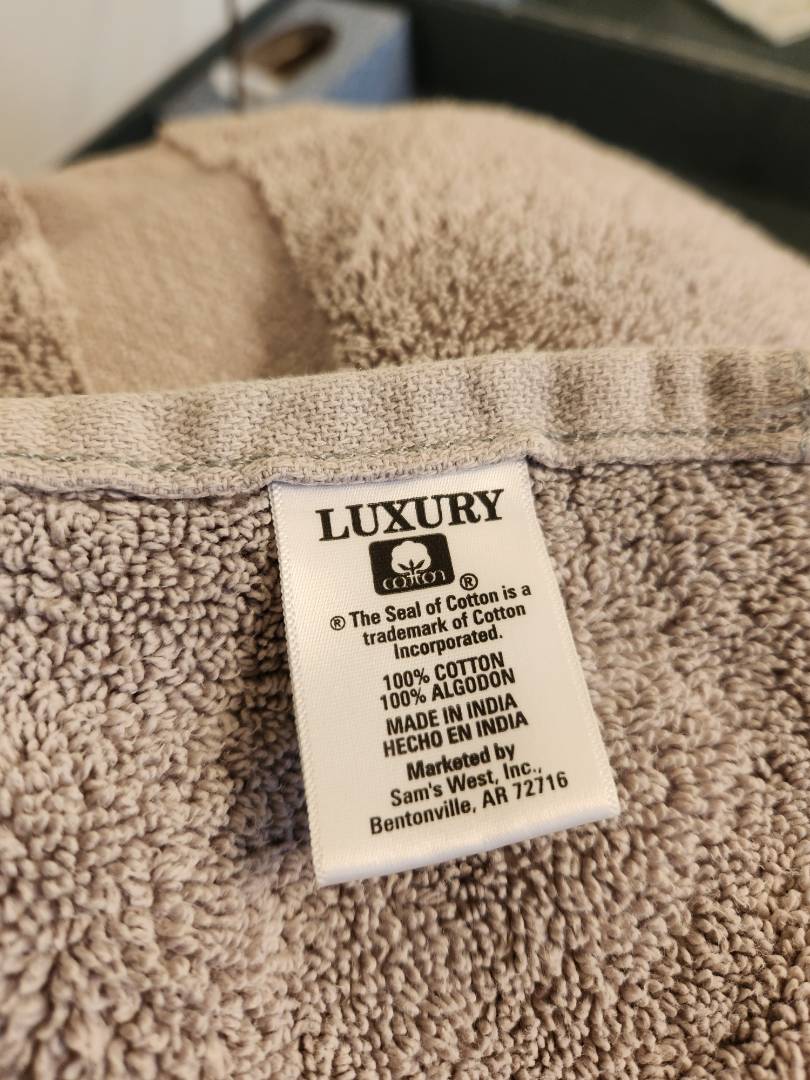 LUXURY
cotton ®
® The Seal of Cotton is a
trademark of Cotton
Incorporated.
100% COTTON
100% ALGODON
MADE IN INDIA
HECHO EN INDIA
Marketed by
Sam's West, Inc.,
Bentonville, AR 72716